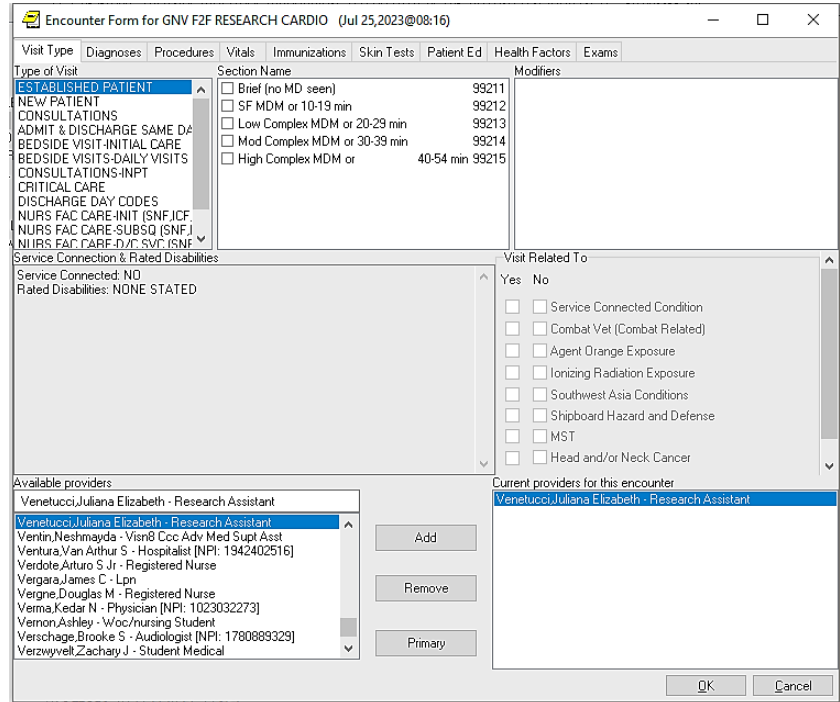 Encounter Form for GNV F2F RESEARCH CARDIO (Jul 25,2023@08:16)
Visit Type Diagnoses Procedures Vitals Immunizations Skin Tests Patient Ed Health Factors Exams
Type of Visit
ESTABLISHED PATIENT
NEW PATIENT
CONSULTATIONS
ADMIT & DISCHARGE SAME DA
BEDSIDE VISIT-INITIAL CARE
BEDSIDE VISITS-DAILY VISITS
CONSULTATIONS-INPT
CRITICAL CARE
DISCHARGE DAY CODES
NURS FAC CARE-INIT (SNF,ICF,
NURS FAC CARE-SUBSQ (SNF,I
NURS FAC CARE-D/C SVC (SNF
Section Name
Brief (no MD seen) 99211
SF MDM or 10-19 min 99212
Low Complex MDM or 20-29 min 99213
Mod Complex MDM or 30-39 min 99214
High Complex MDM or 40-54 min 99215
Modifiers
Service Connection & Rated Disabilities
Service Connected: NO
Rated Disabilities: NONE STATED
Visit Related To
Yes No
Service Connected Condition
Combat Vet (Combat Related)
Agent Orange Exposure
Ionizing Radiation Exposure
Southwest Asia Conditions
Shipboard Hazard and Defense
MST
Head and/or Neck Cancer
Available providers
Venetucci,Juliana Elizabeth - Research Assistant
Venetucci,Juliana Elizabeth - Research Assistant
Ventin,Neshmayda - Visn8 Ccc Adv Med Supt Asst
Ventura,Van Arthur S - Hospitalist [NPI: 1942402516]
Verdote,Arturo S Jr - Registered Nurse
Vergara,James C - Lpn
Vergne,Douglas M - Registered Nurse
Verma,Kedar N - Physician [NPI: 1023032273]
Vernon,Ashley - Woc/nursing Student
Verschage,Brooke S - Audiologist [NPI: 1780889329]
Verzwyvelt,Zachary J - Student Medical
Add
Remove
Primary
Current providers for this encounter
Venetucci,Juliana Elizabeth - Research Assistant
OK Cancel